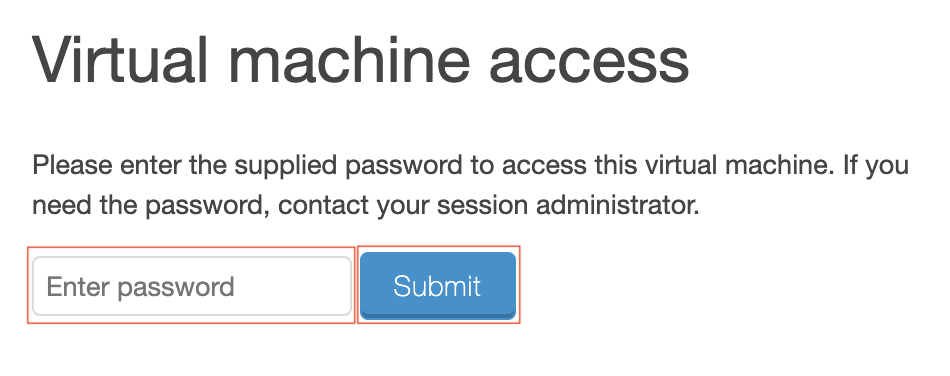 Virtual machine access
Please enter the supplied password to access this virtual machine. If you
need the password, contact your session administrator.
Enter password
Submit